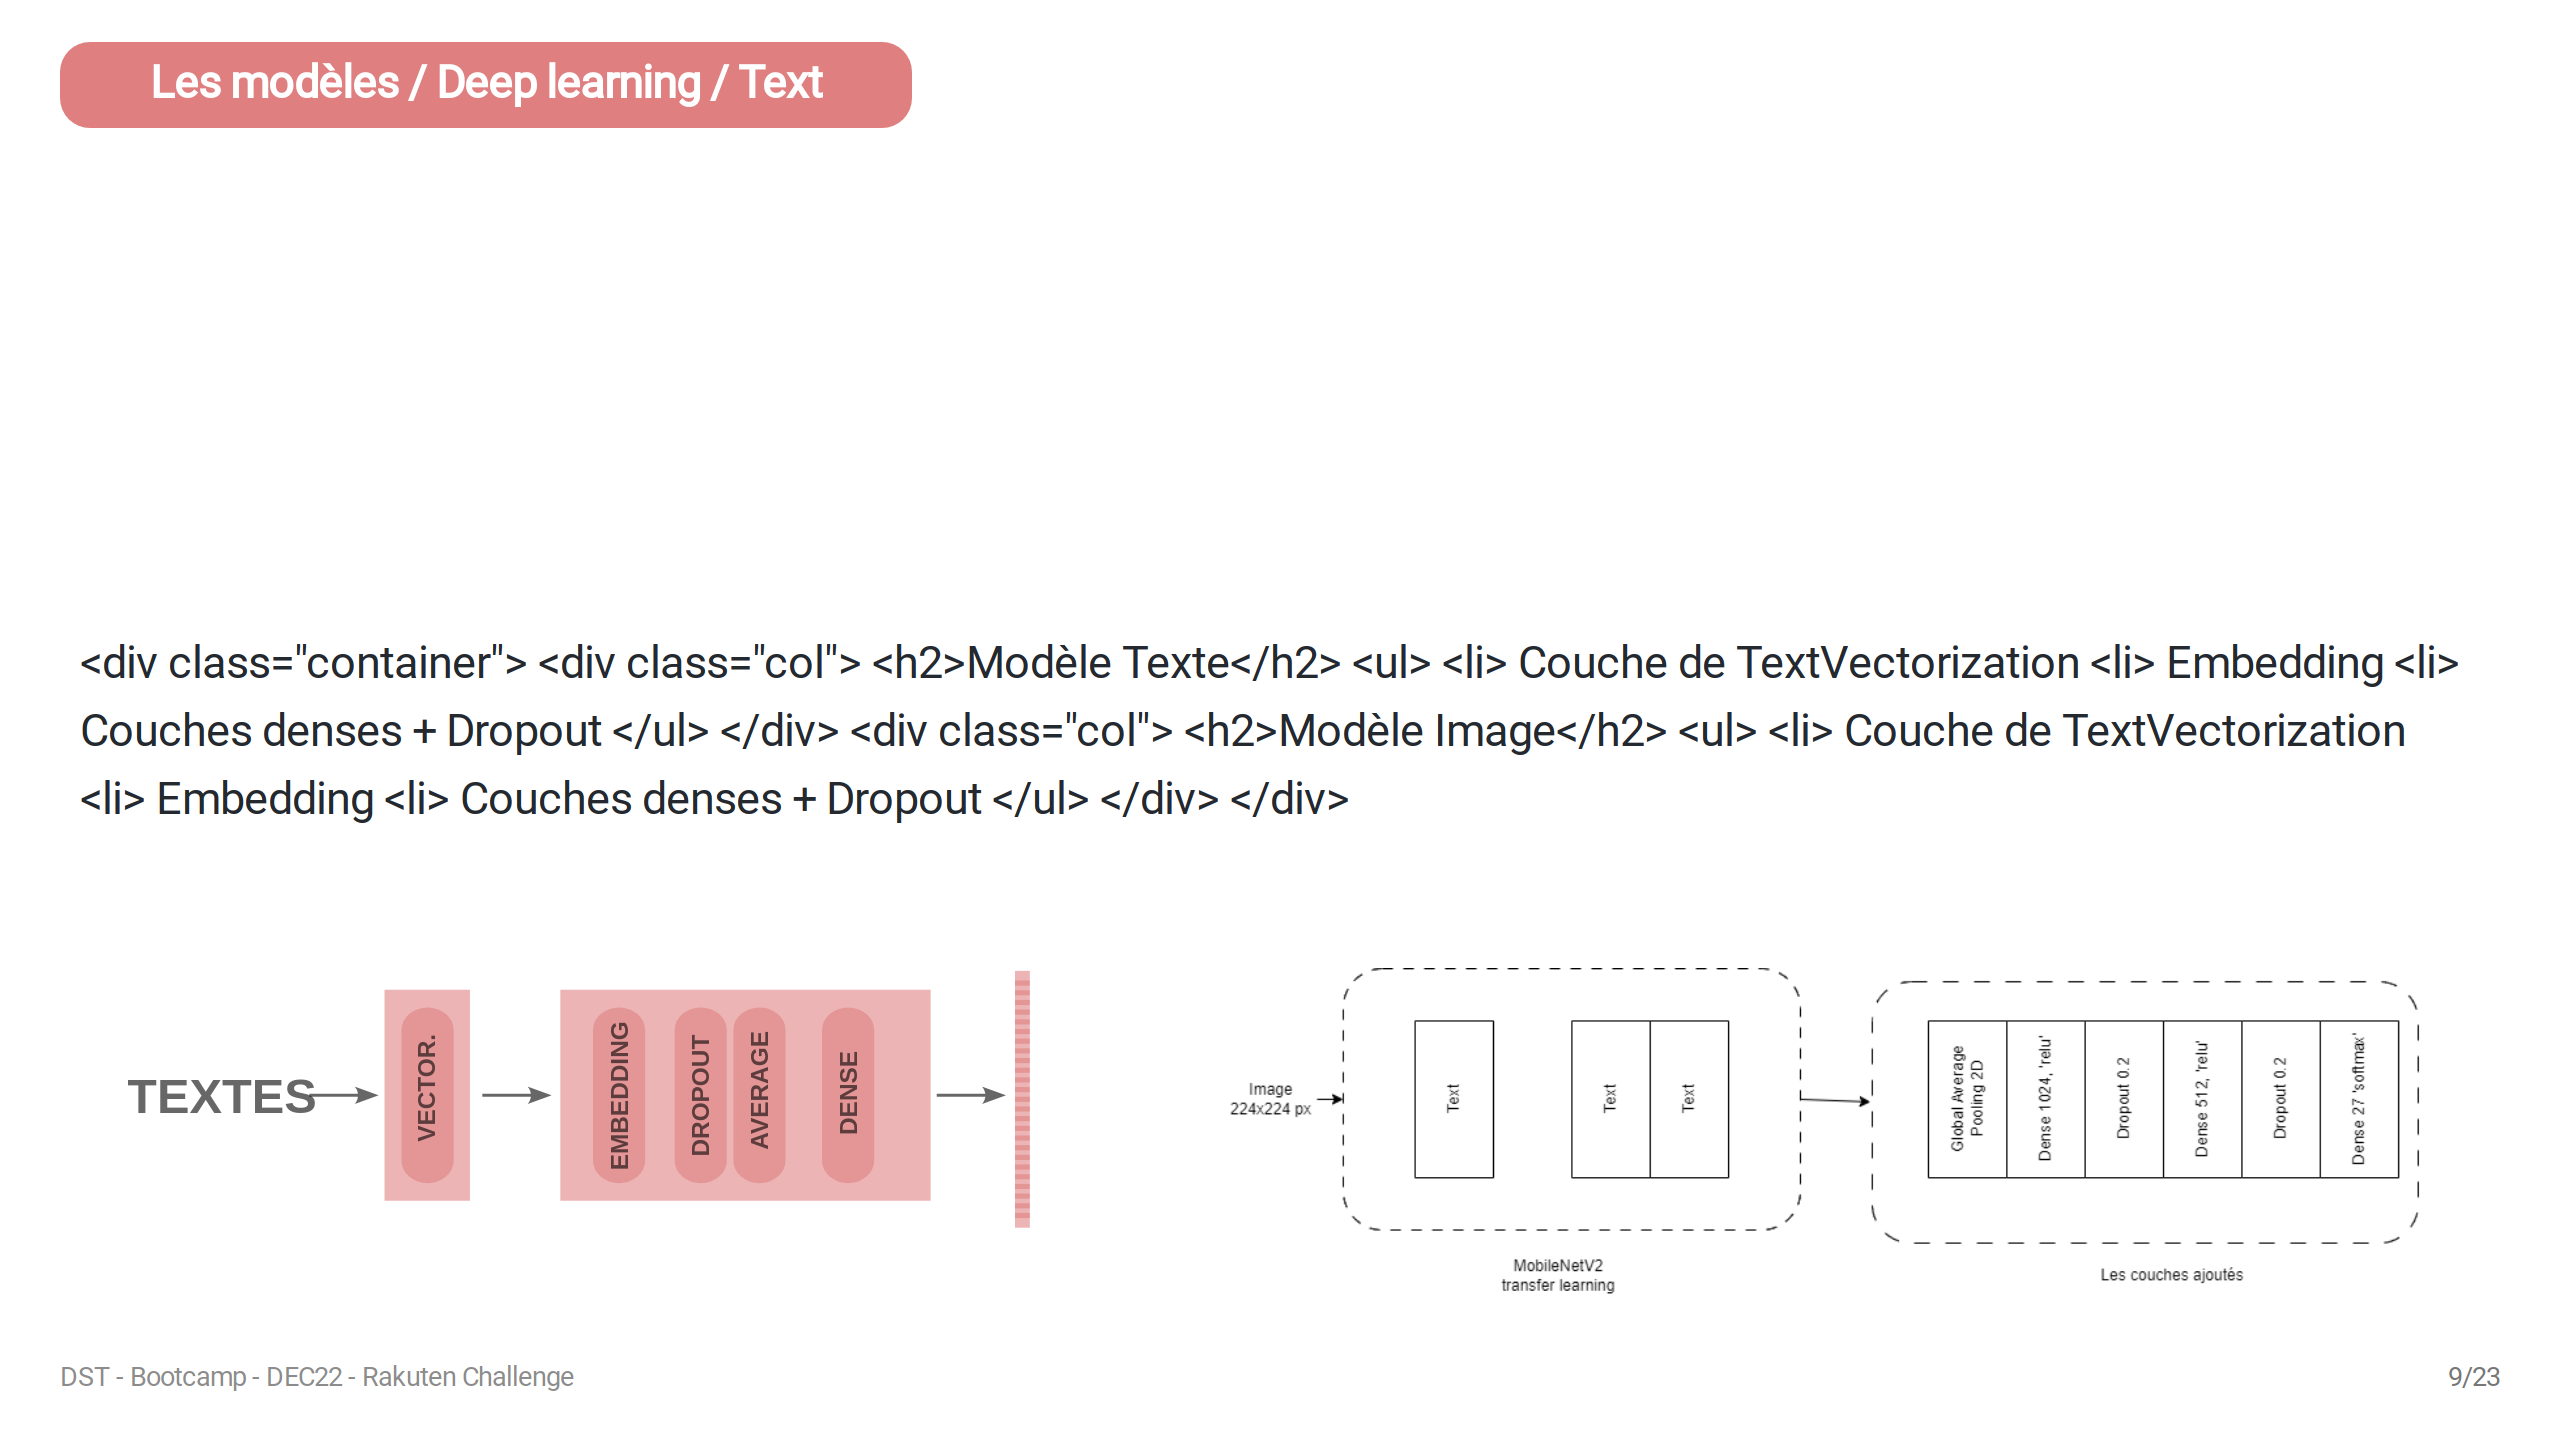 Les modèles / Deep learning / Text
<div class="container"> <div class="col"> <h2>Modèle Texte</h2> <ul> <li> Couche de TextVectorization <li> Embedding <li>
Couches denses + Dropout </ul> </div> <div class="col"> <h2>Modèle Image</h2> <ul> <li> Couche de TextVectorization
<li> Embedding <li> Couches denses + Dropout </ul> </div> </div>
TEXTES
VECTOR.
EMBEDDING
DROPOUT
AVERAGE
DENSE
Image
224x224 px
Text
Text
Text
MobileNetV2
transfer learning
Global Average
Pooling 2D
Dense 1024, 'relu'
Dropout 0.2
Dense 512, 'relu'
Dropout 0.2
Dense 27 'softmax'
Les couches ajoutés
DST - Bootcamp - DEC22 - Rakuten Challenge
9/23